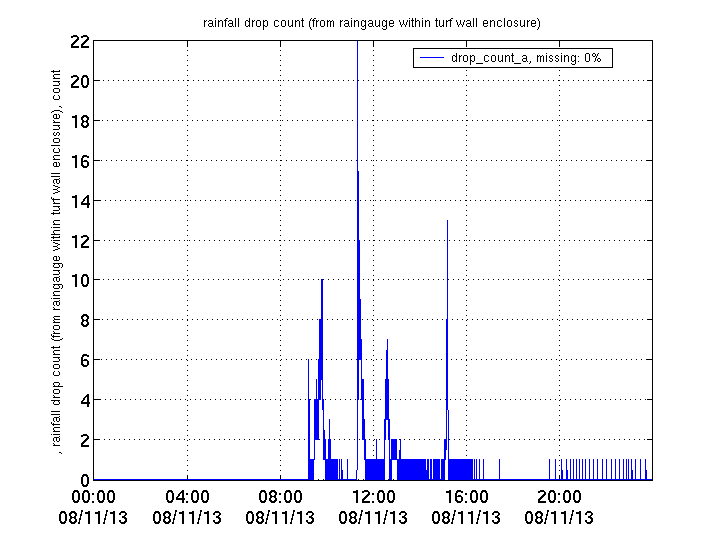 rainfall drop count (from raingauge within turf wall enclosure)
drop_count_a, missing: 0%
, rainfall drop count (from raingauge within turf wall enclosure), count
22
20
18
16
14
12
10
8
6
4
2
0
00:00 04:00 08:00 12:00 16:00 20:00
08/11/13 08/11/13 08/11/13 08/11/13 08/11/13 08/11/13